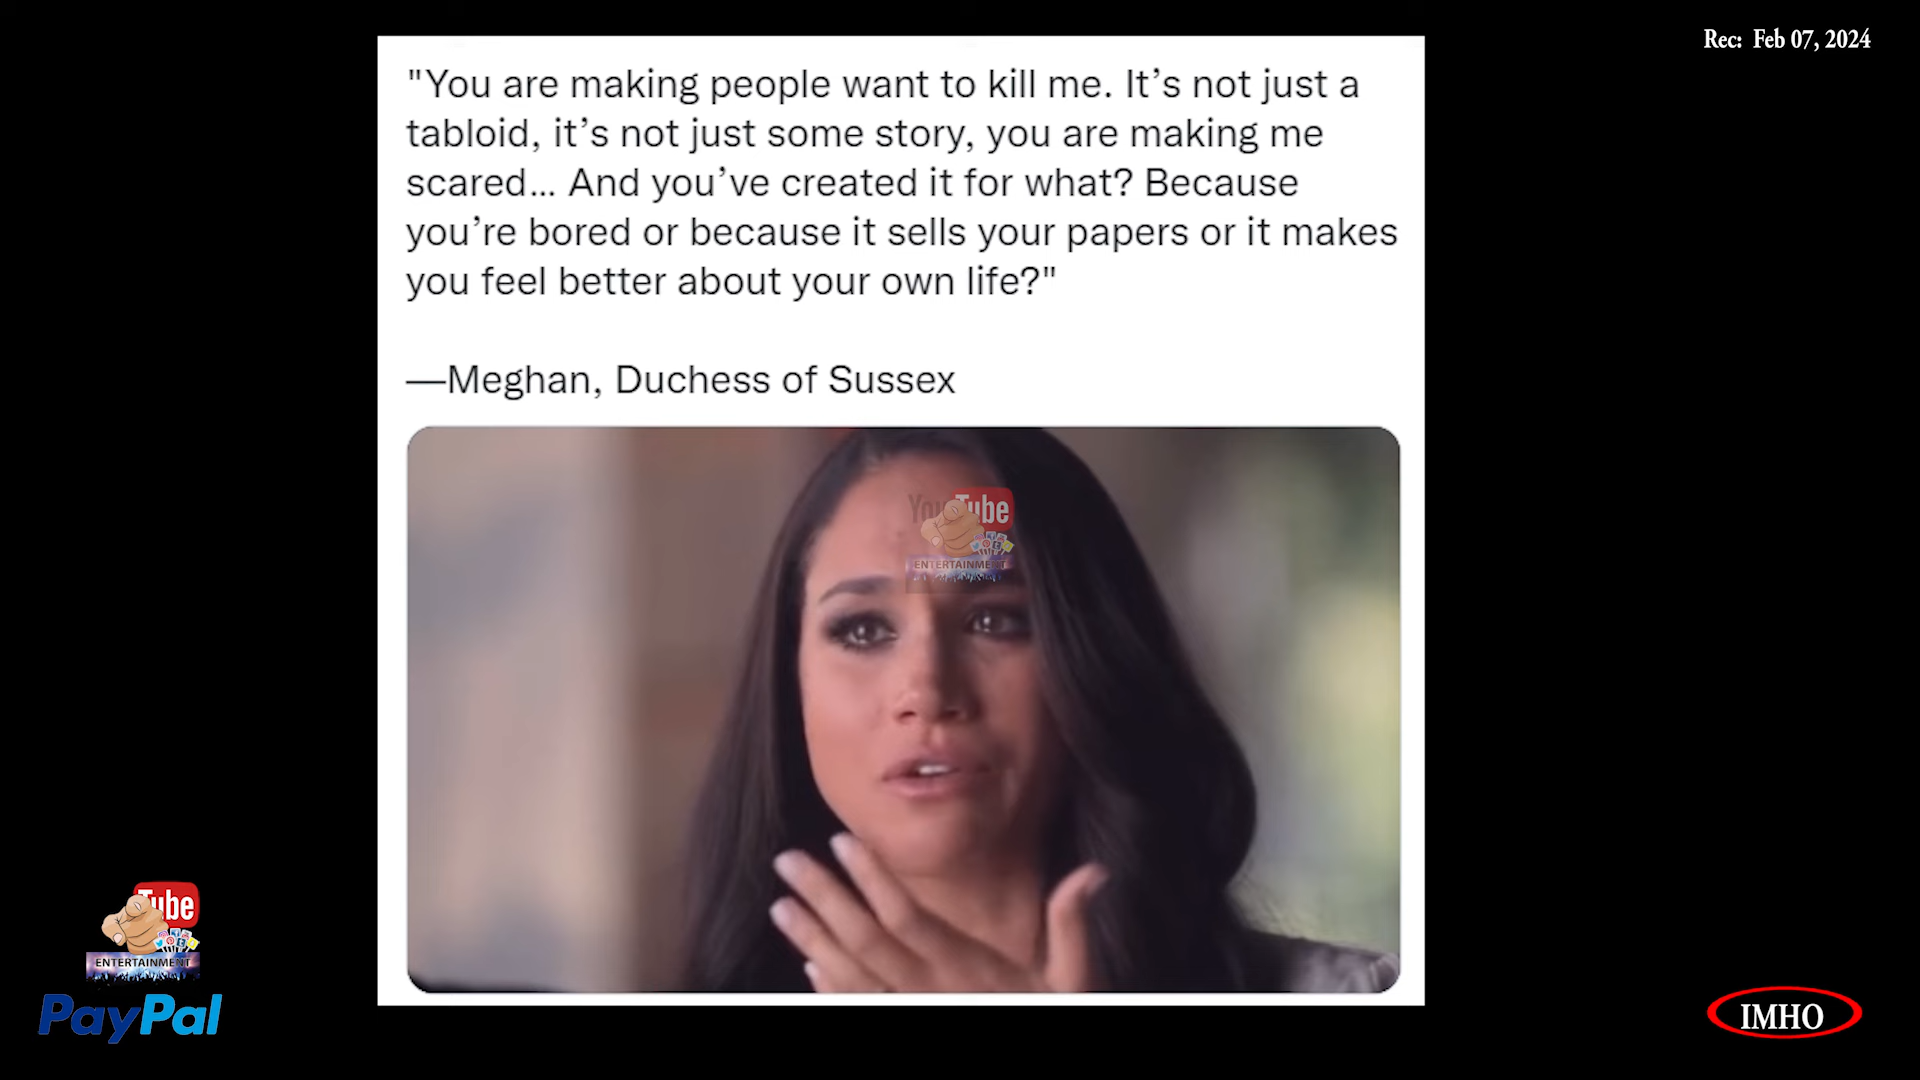 Rec: Feb 07, 2024
"You are making people want to kill me. It’s not just a
tabloid, it’s not just some story, you are making me
scared... And you’ve created it for what? Because
you’re bored or because it sells your papers or it makes
you feel better about your own life?"
—Meghan, Duchess of Sussex
YouTube
ENTERTAINMENT
Tube
ENTERTAINMENT
PayPal
IMHO